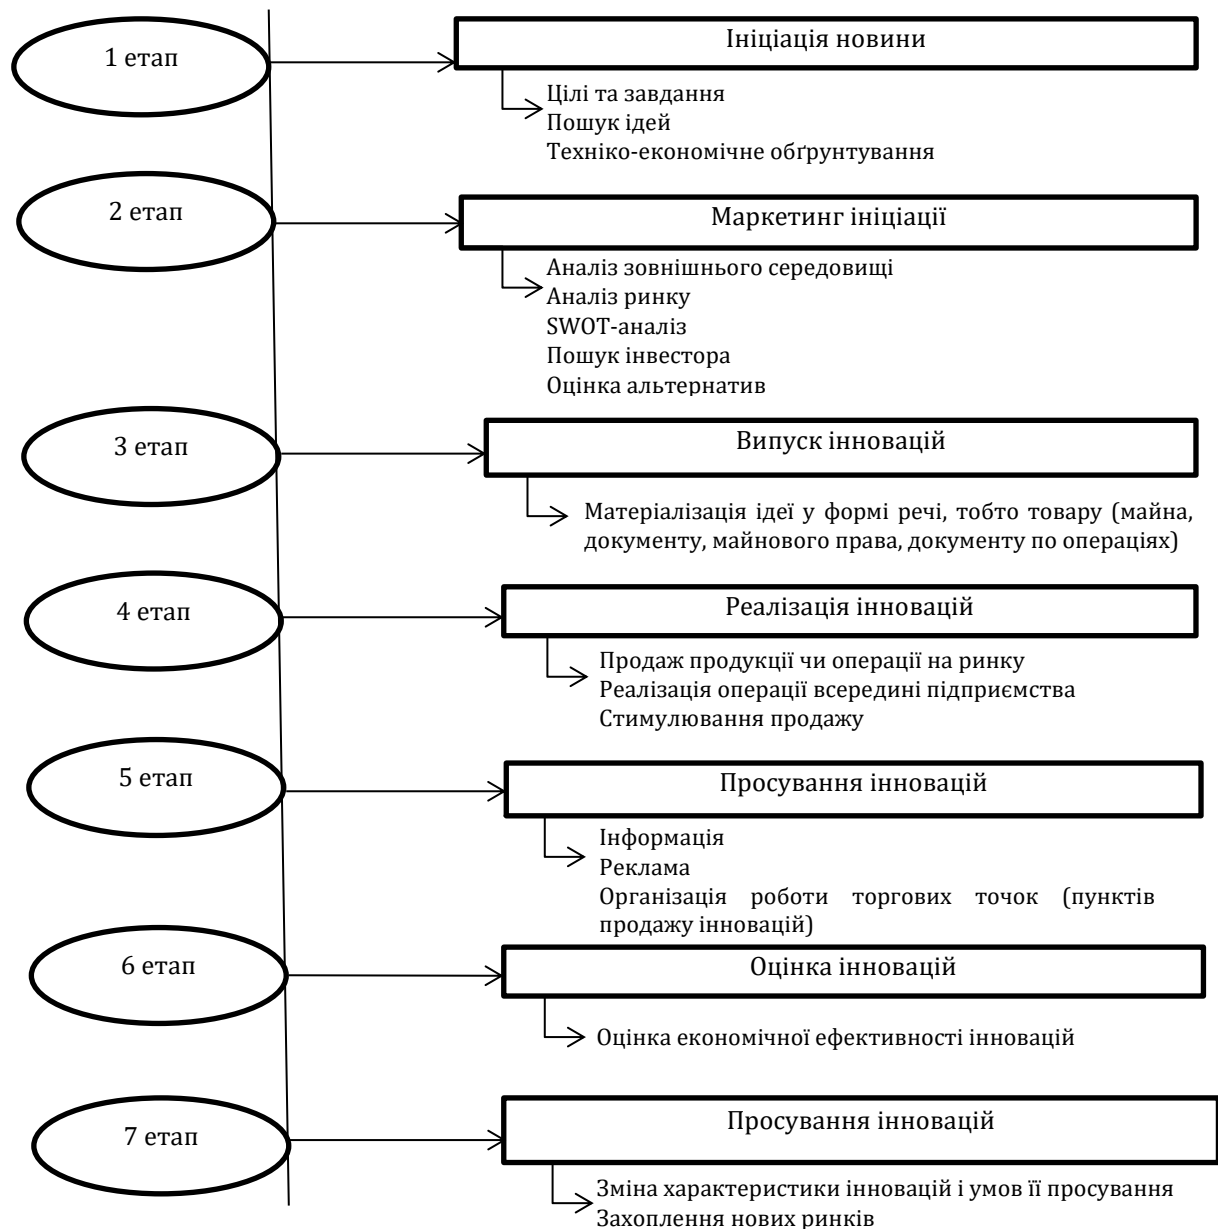 1 етап
Ініціація новини
Цілі та завдання
Пошук ідей
Техніко-економічне обґрунтування
2 етап
Маркетинг ініціації
Аналіз зовнішнього середовищі
Аналіз ринку
SWOT-аналіз
Пошук інвестора
Оцінка альтернатив
3 етап
Випуск інновацій
Матеріалізація ідеї у формі речі, тобто товару (майна,
документу, майнового права, документу по операціях)
4 етап
Реалізація інновацій
Продаж продукції чи операції на ринку
Реалізація операції всередині підприємства
Стимулювання продажу
5 етап
Просування інновацій
Інформація
Реклама
Організація роботи торгових точок (пунктів
продажу інновацій)
6 етап
Оцінка інновацій
Оцінка економічної ефективності інновацій
7 етап
Просування інновацій
Зміна характеристики інновацій і умов її просування
Захоплення нових ринків